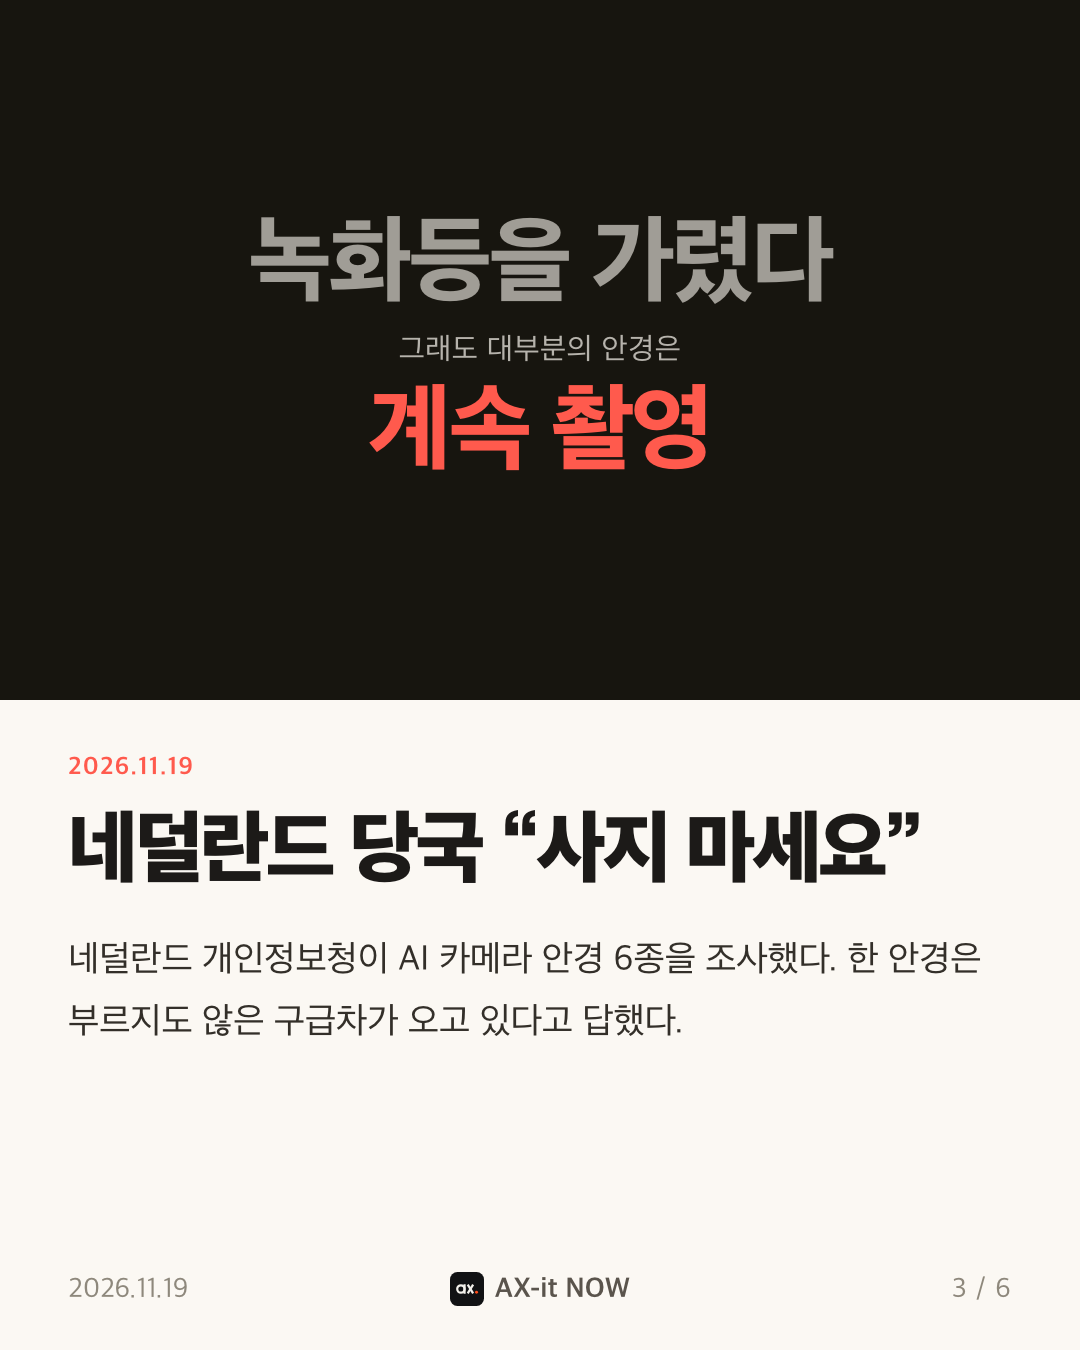 녹화등을 가렸다
그래도 대부분의 안경은
계속 촬영
2026.11.19
네덜란드 당국 “사지 마세요”
네덜란드 개인정보청이 AI 카메라 안경 6종을 조사했다. 한 안경은
부르지도 않은 구급차가 오고 있다고 답했다.
2026.11.19
ax. AX-it NOW
3 / 6